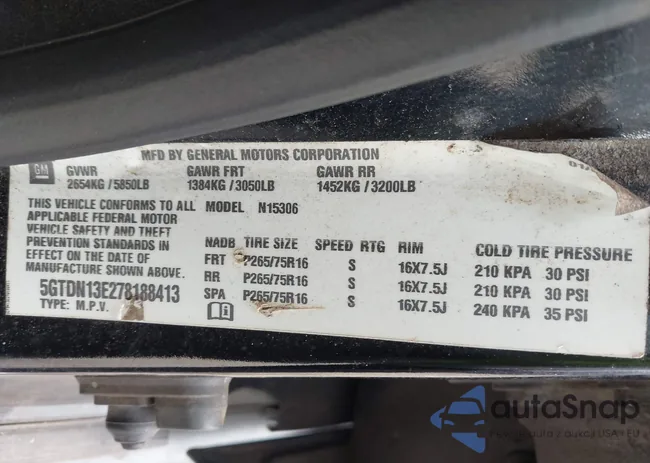 MFD BY GENERAL MOTORS CORPORATION
GM
GVWR GAWR FRT GAWR RR
2654KG / 5850LB 1384KG / 3050LB 1452KG / 3200LB
THIS VEHICLE CONFORMS TO ALL MODEL N15306
APPLICABLE FEDERAL MOTOR
VEHICLE SAFETY AND THEFT
PREVENTION STANDARDS IN
EFFECT ON THE DATE OF
MANUFACTURE SHOWN ABOVE.
5GTDN13E278188413
TYPE: M.P.V.
NADB TIRE SIZE SPEED RTG RIM COLD TIRE PRESSURE
FRT P265/75R16 S 16X7.5J 210 KPA 30 PSI
RR P265/75R16 S 16X7.5J 210 KPA 30 PSI
SPA P265/75R16 S 16X7.5J 240 KPA 35 PSI
autaSnap